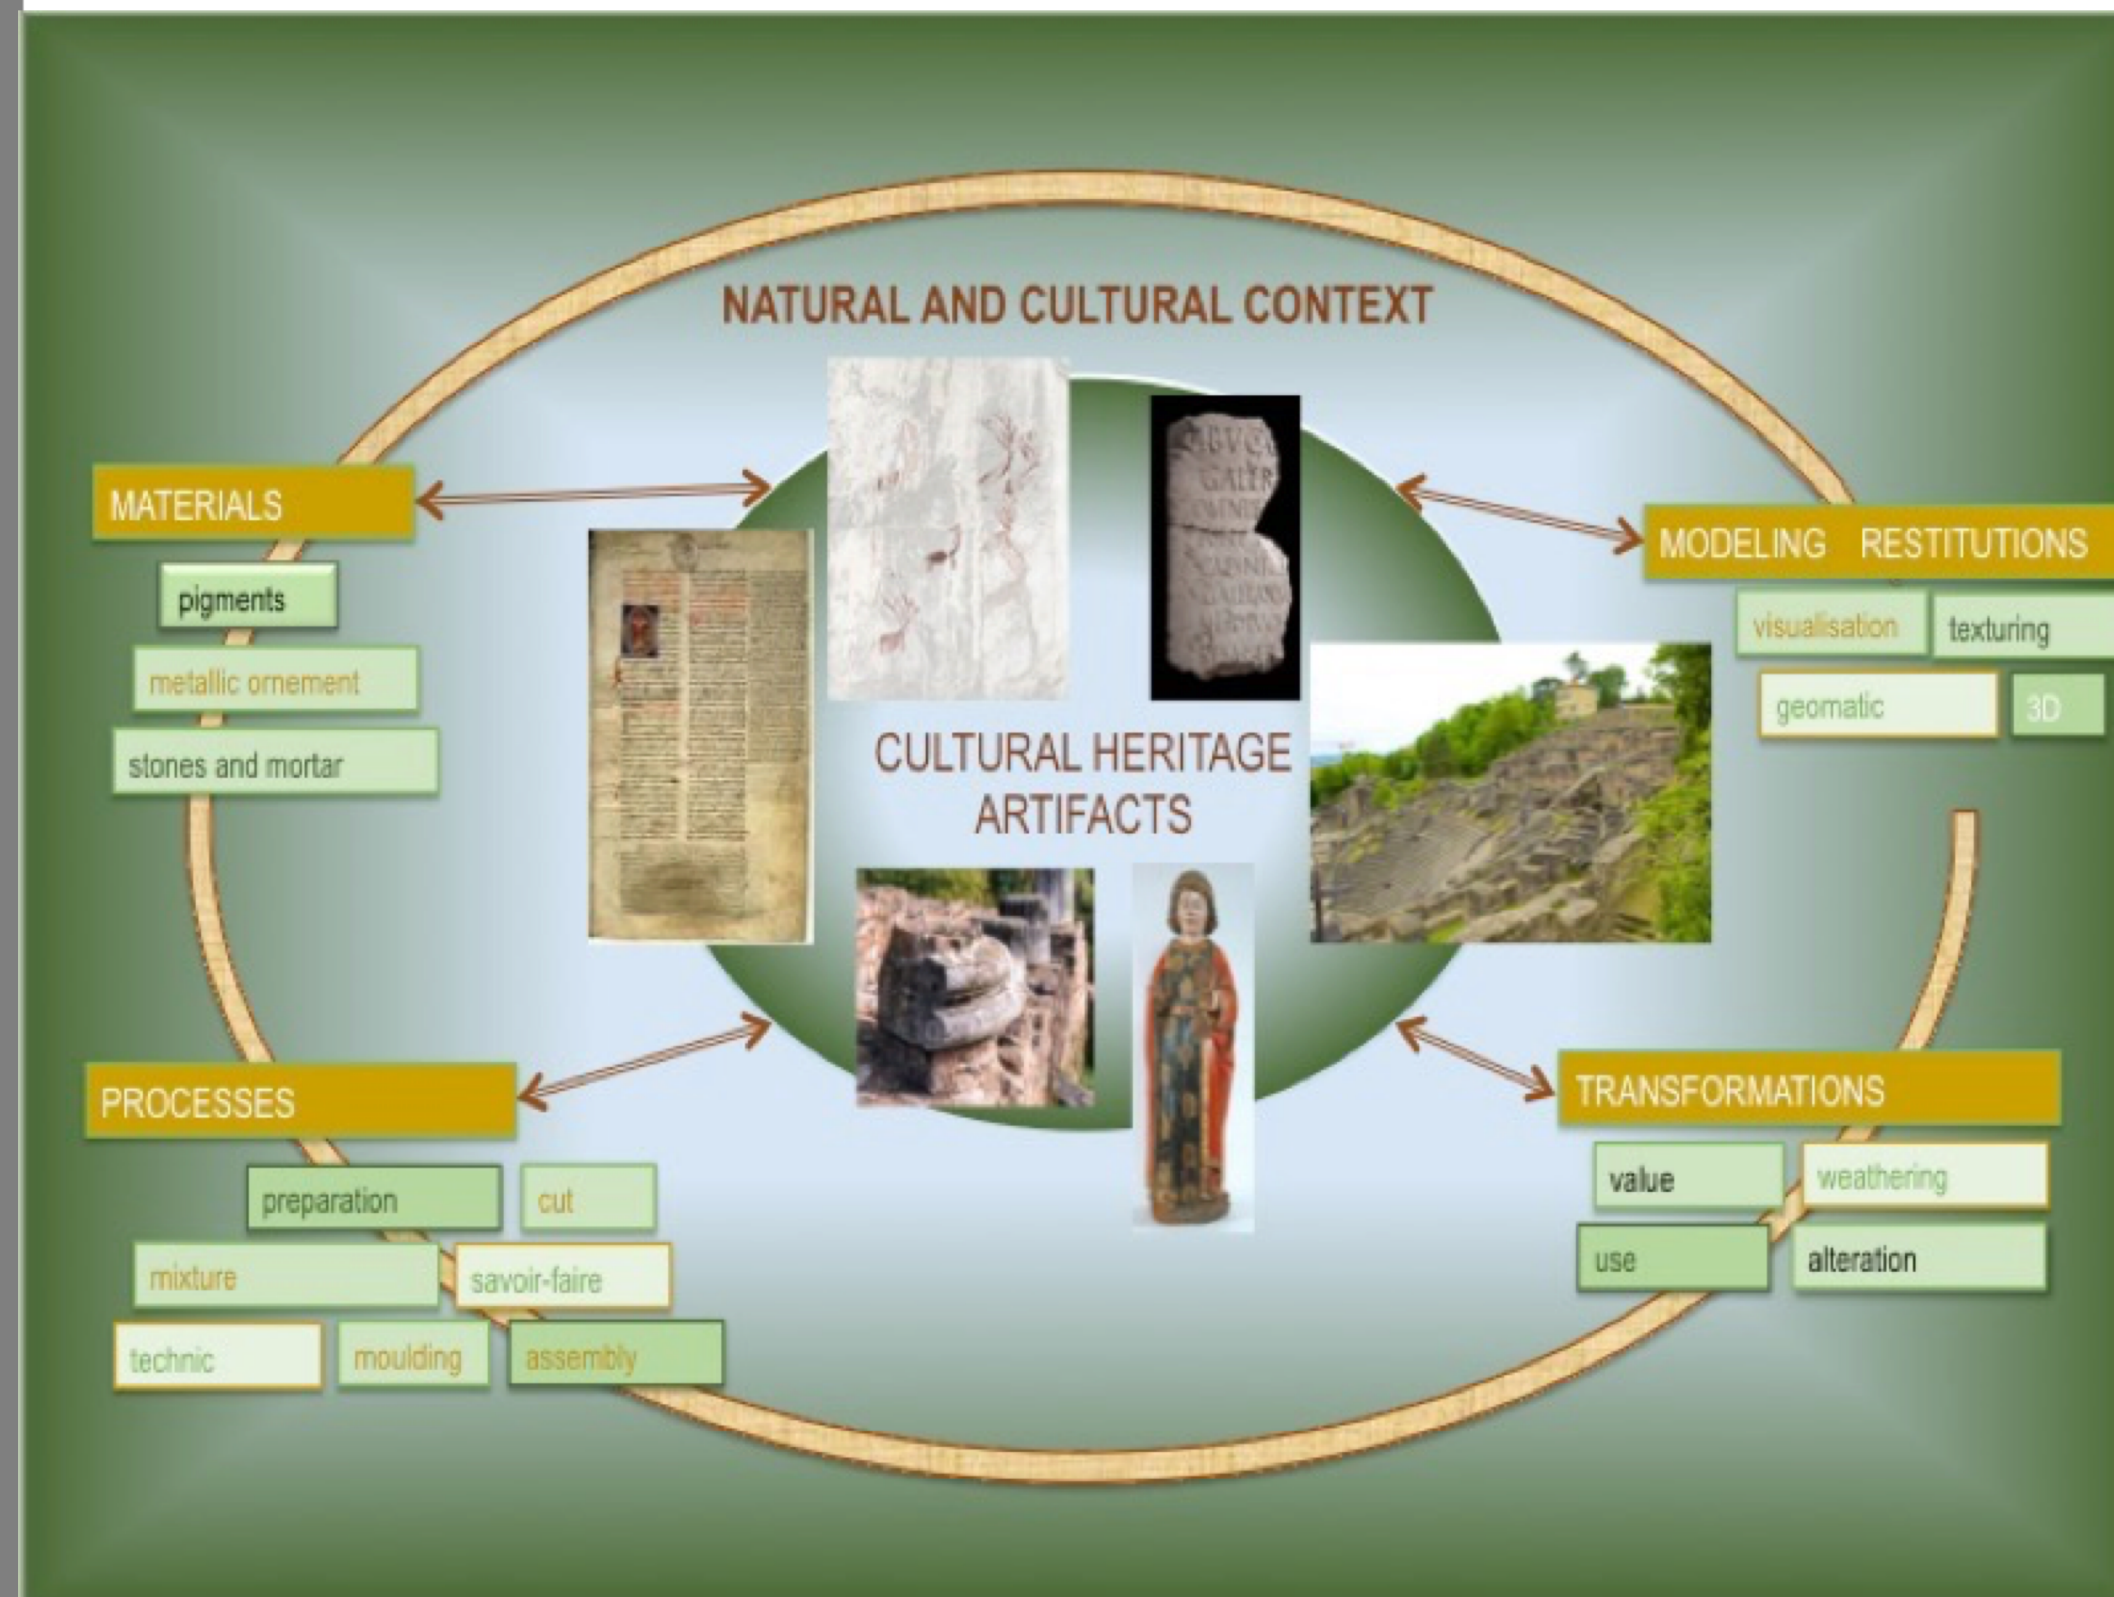 NATURAL AND CULTURAL CONTEXT
MATERIALS
pigments
metallic ornement
stones and mortar
MODELING RESTITUTIONS
visualisation texturing
geomatic 3D
CULTURAL HERITAGE
ARTIFACTS
PROCESSES
preparation cut
mixture savoir-faire
technic moulding assembly
TRANSFORMATIONS
value weathering
use alteration